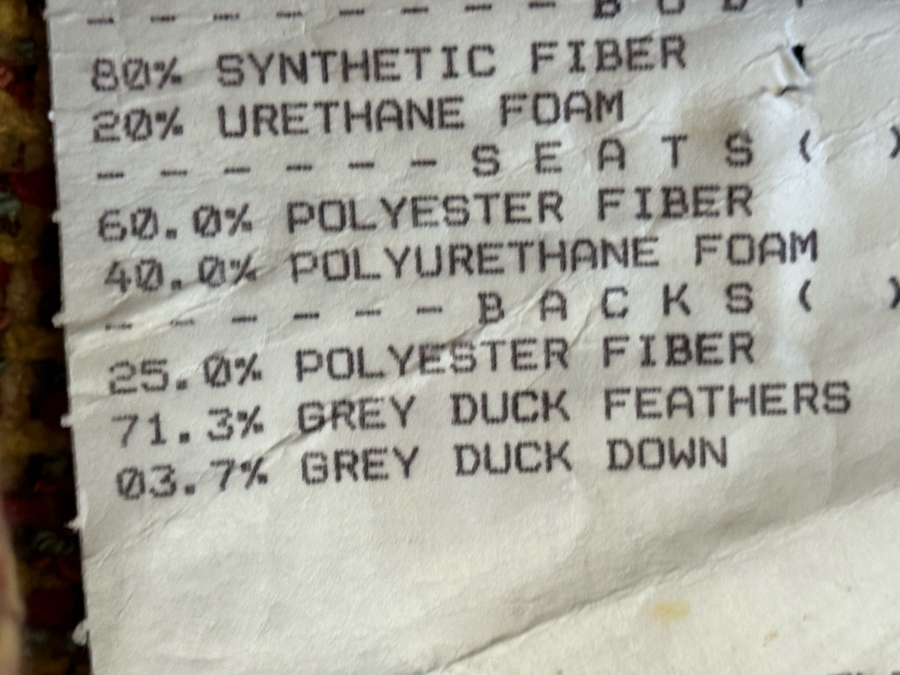 - - - - - - - - B O D Y
80% SYNTHETIC FIBER
20% URETHANE FOAM
- - - - - - S E A T S ( )
60.0% POLYESTER FIBER
40.0% POLYURETHANE FOAM
- - - - - - B A C K S ( )
25.0% POLYESTER FIBER
71.3% GREY DUCK FEATHERS
03.7% GREY DUCK DOWN